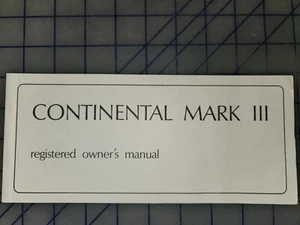 CONTINENTAL MARK III
registered owner's manual